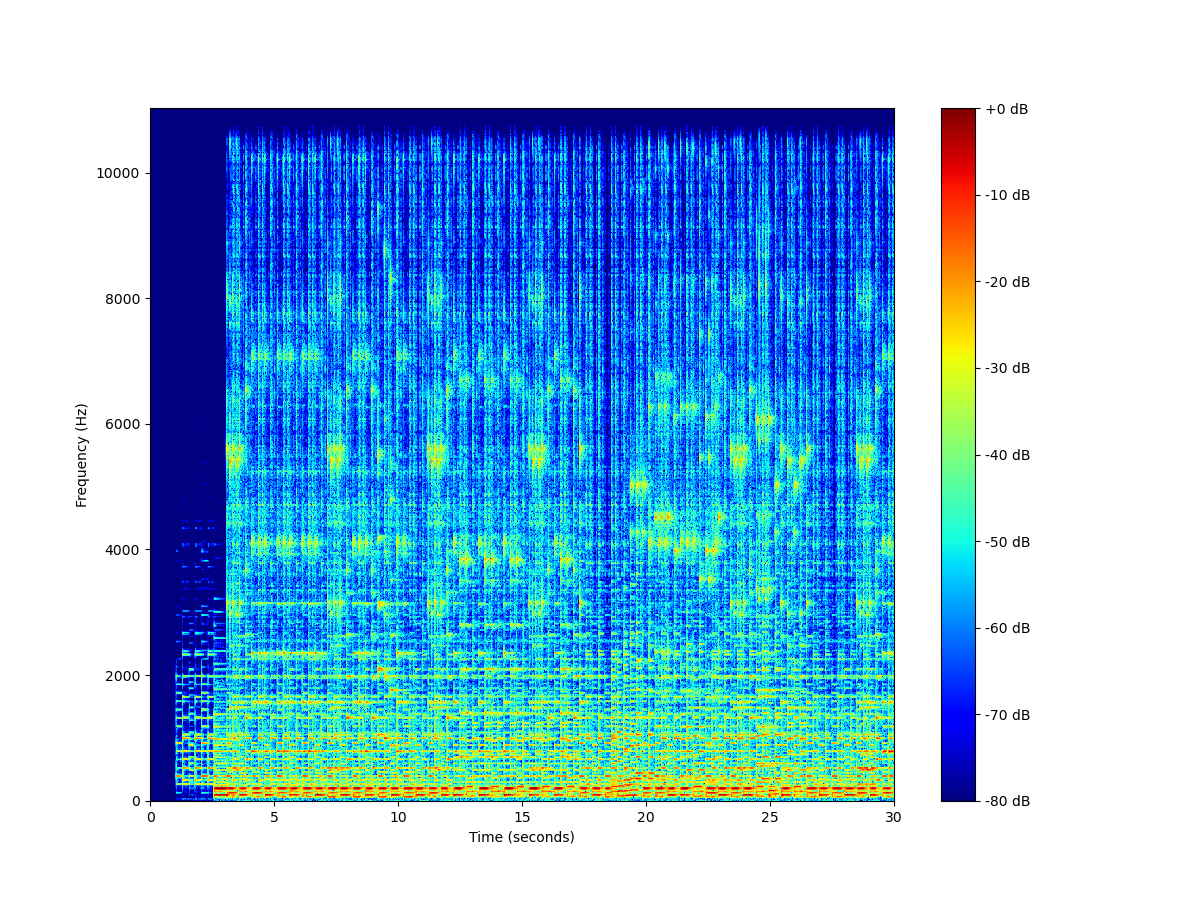 +0 dB
-10 dB
-20 dB
-30 dB
-40 dB
-50 dB
-60 dB
-70 dB
-80 dB
10000
8000
6000
4000
2000
0
Frequency (Hz)
0 5 10 15 20 25 30
Time (seconds)